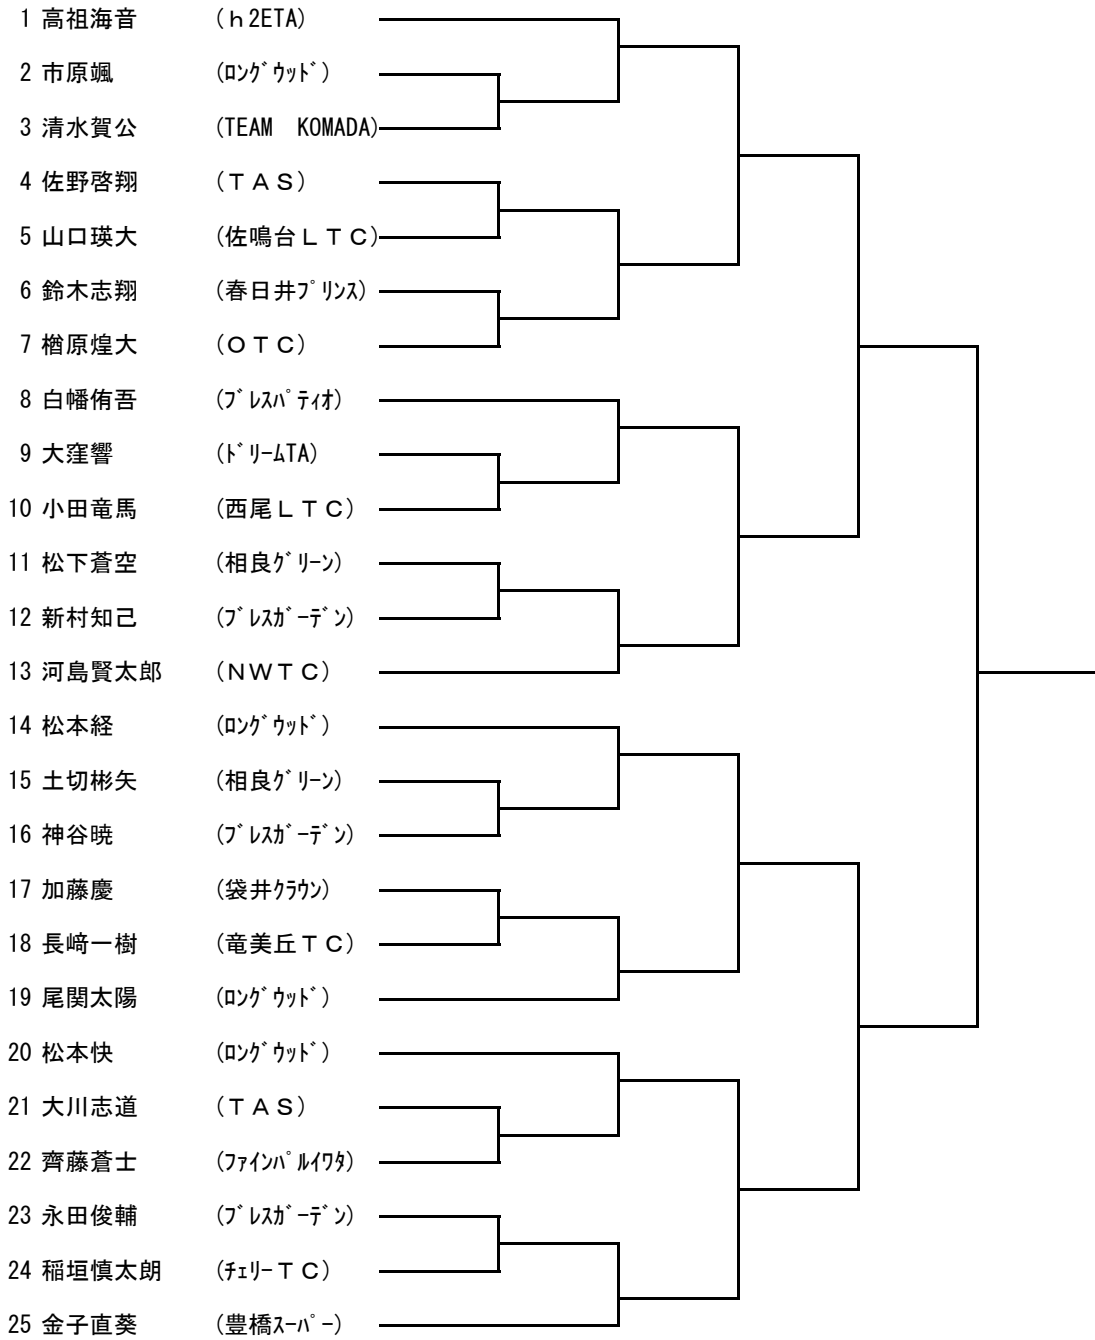 1 高祖海音 (ｈ2ETA)
2 市原颯 (ﾛﾝｸﾞｳｯﾄﾞ)
3 清水賀公 (TEAM　KOMADA)
4 佐野啓翔 (ＴＡＳ)
5 山口瑛大 (佐鳴台ＬＴＣ)
6 鈴木志翔 (春日井ﾌﾟﾘﾝｽ)
7 楢原煌大 (ＯＴＣ)
8 白幡侑吾 (ﾌﾞﾚｽﾊﾟﾃｨｵ)
9 大窪響 (ﾄﾞﾘｰﾑTA)
10 小田竜馬 (西尾ＬＴＣ)
11 松下蒼空 (相良ｸﾞﾘｰﾝ)
12 新村知己 (ﾌﾞﾚｽｶﾞｰﾃﾞﾝ)
13 河島賢太郎 (ＮＷＴＣ)
14 松本経 (ﾛﾝｸﾞｳｯﾄﾞ)
15 土切彬矢 (相良ｸﾞﾘｰﾝ)
16 神谷暁 (ﾌﾞﾚｽｶﾞｰﾃﾞﾝ)
17 加藤慶 (袋井ｸﾗｳﾝ)
18 長﨑一樹 (竜美丘ＴＣ)
19 尾関太陽 (ﾛﾝｸﾞｳｯﾄﾞ)
20 松本快 (ﾛﾝｸﾞｳｯﾄﾞ)
21 大川志道 (ＴＡＳ)
22 齊藤蒼士 (ﾌｧｲﾝﾊﾟﾙｲﾜﾀ)
23 永田俊輔 (ﾌﾞﾚｽｶﾞｰﾃﾞﾝ)
24 稲垣慎太朗 (ﾁｪﾘｰＴＣ)
25 金子直葵 (豊橋ｽｰﾊﾟｰ)